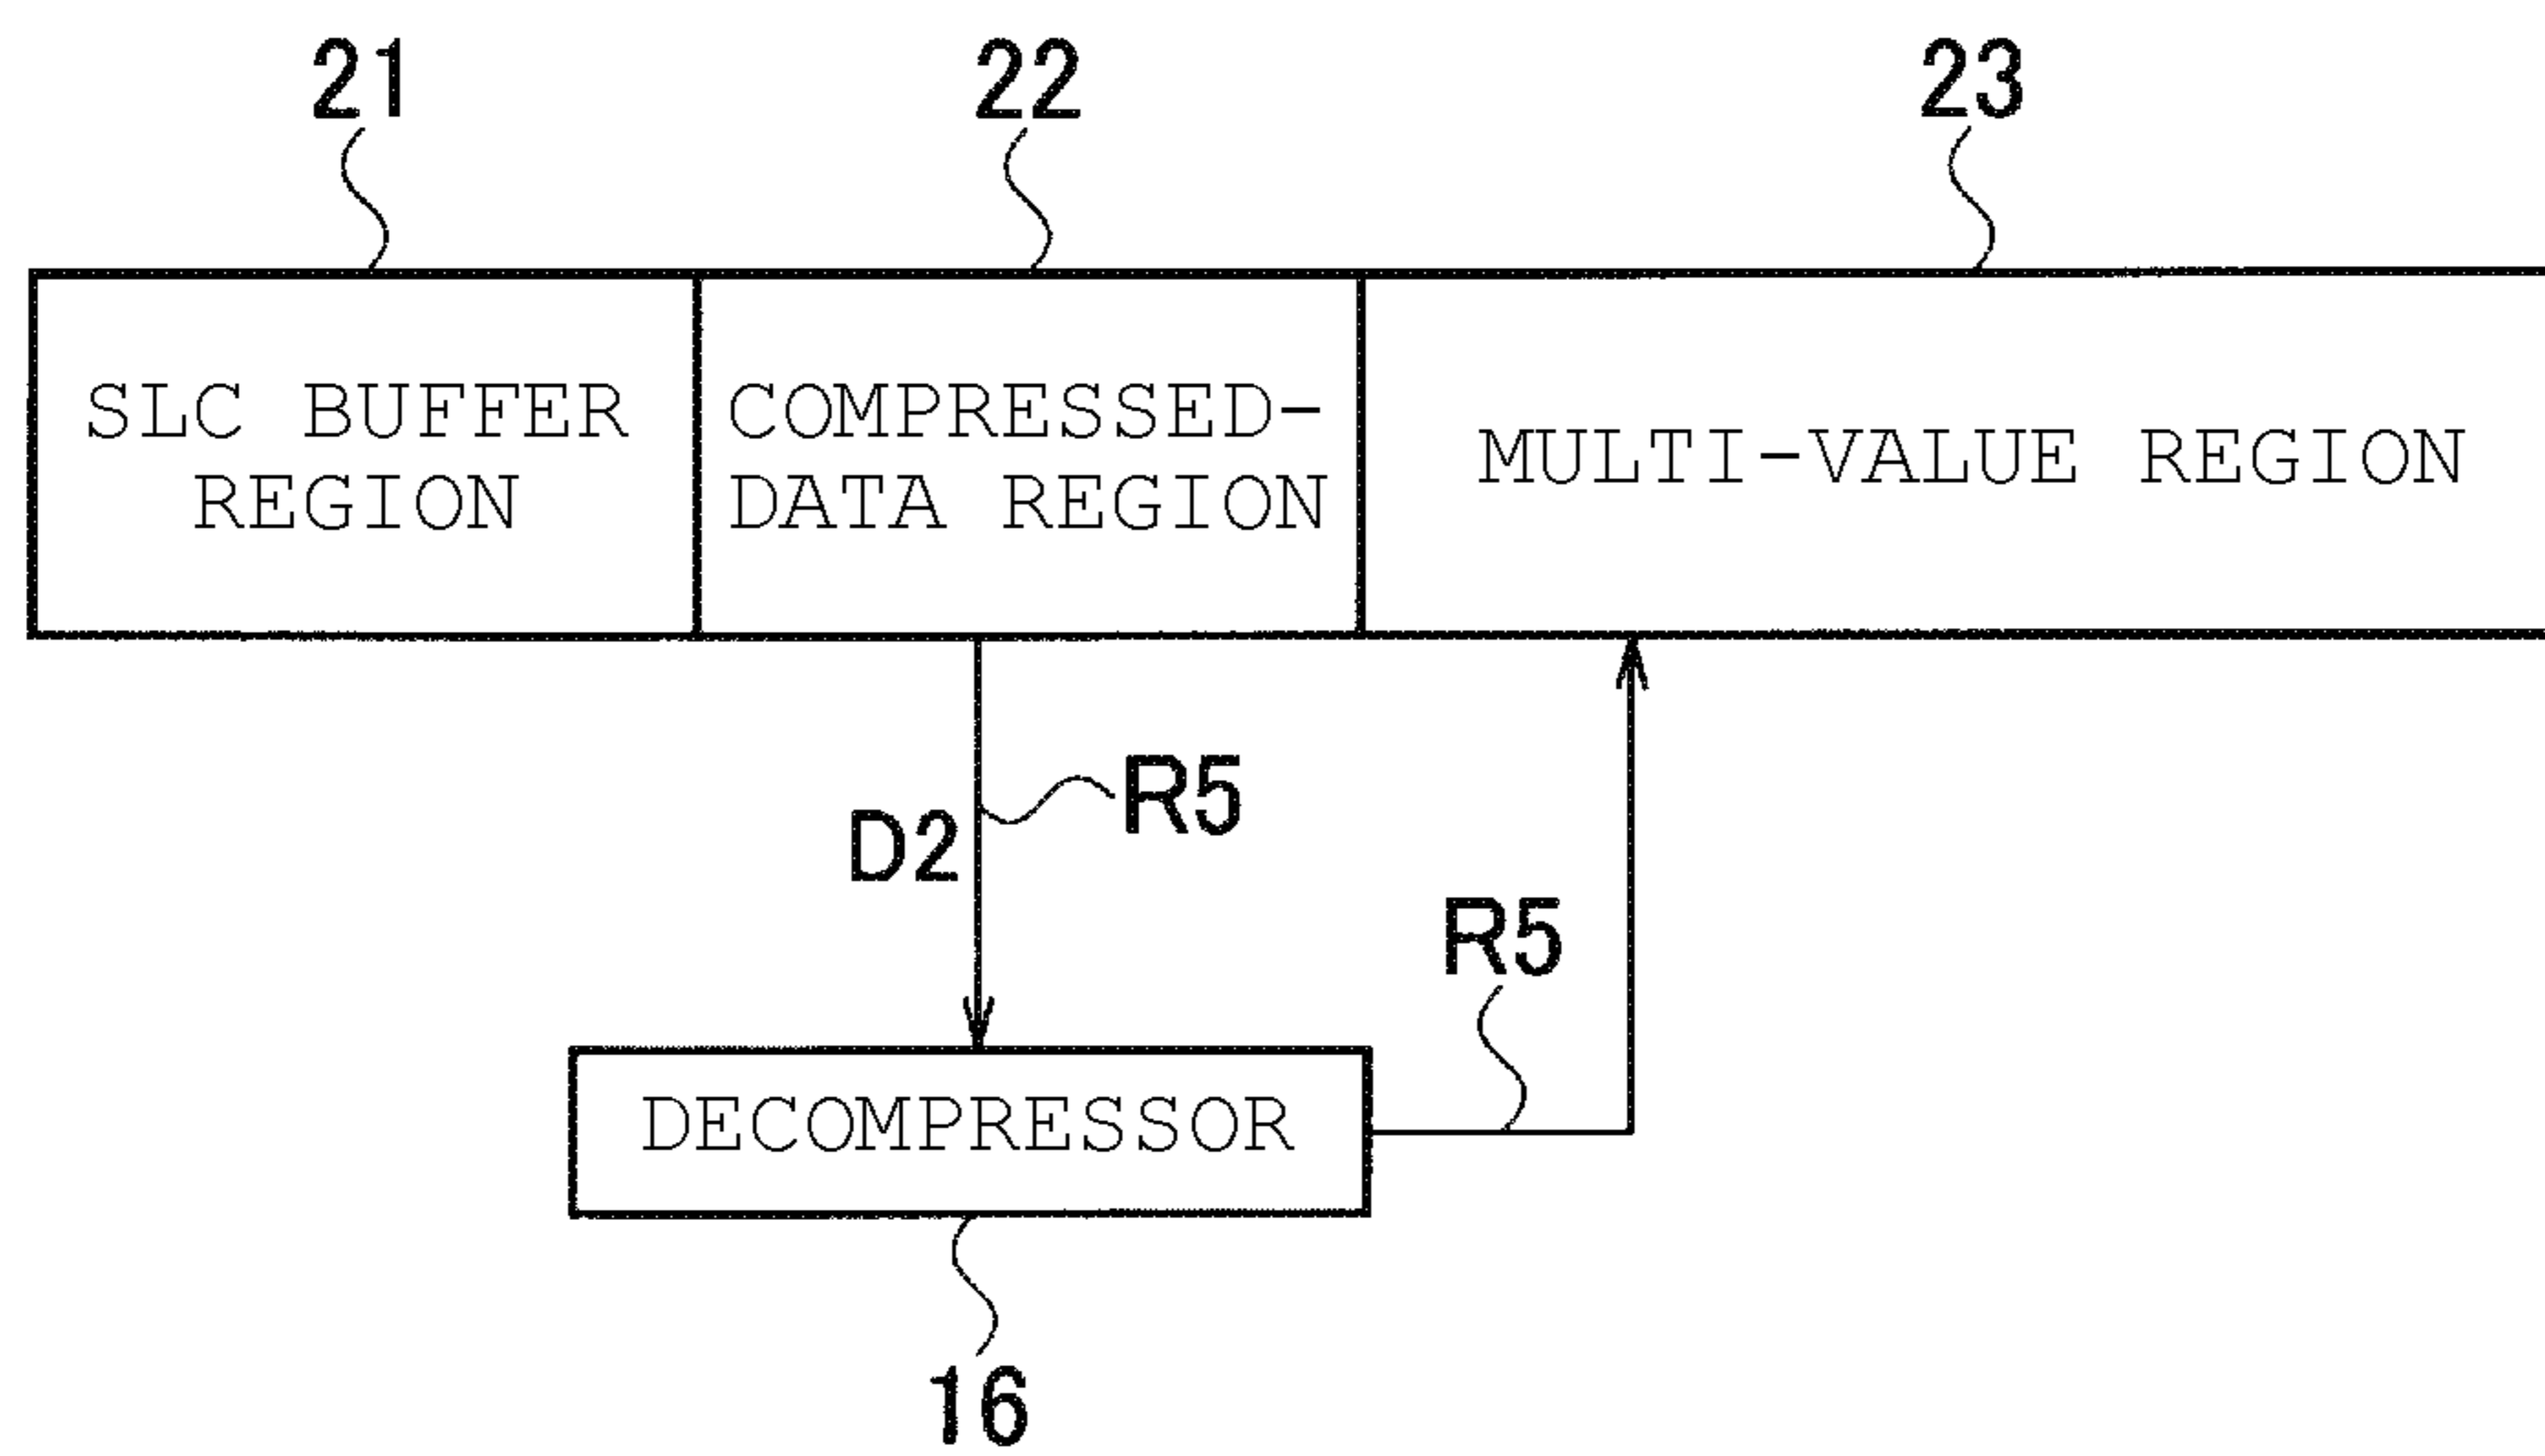 21
22
23
SLC BUFFER
REGION
COMPRESSED-
DATA REGION
MULTI-VALUE REGION
R5
D2
R5
DECOMPRESSOR
16